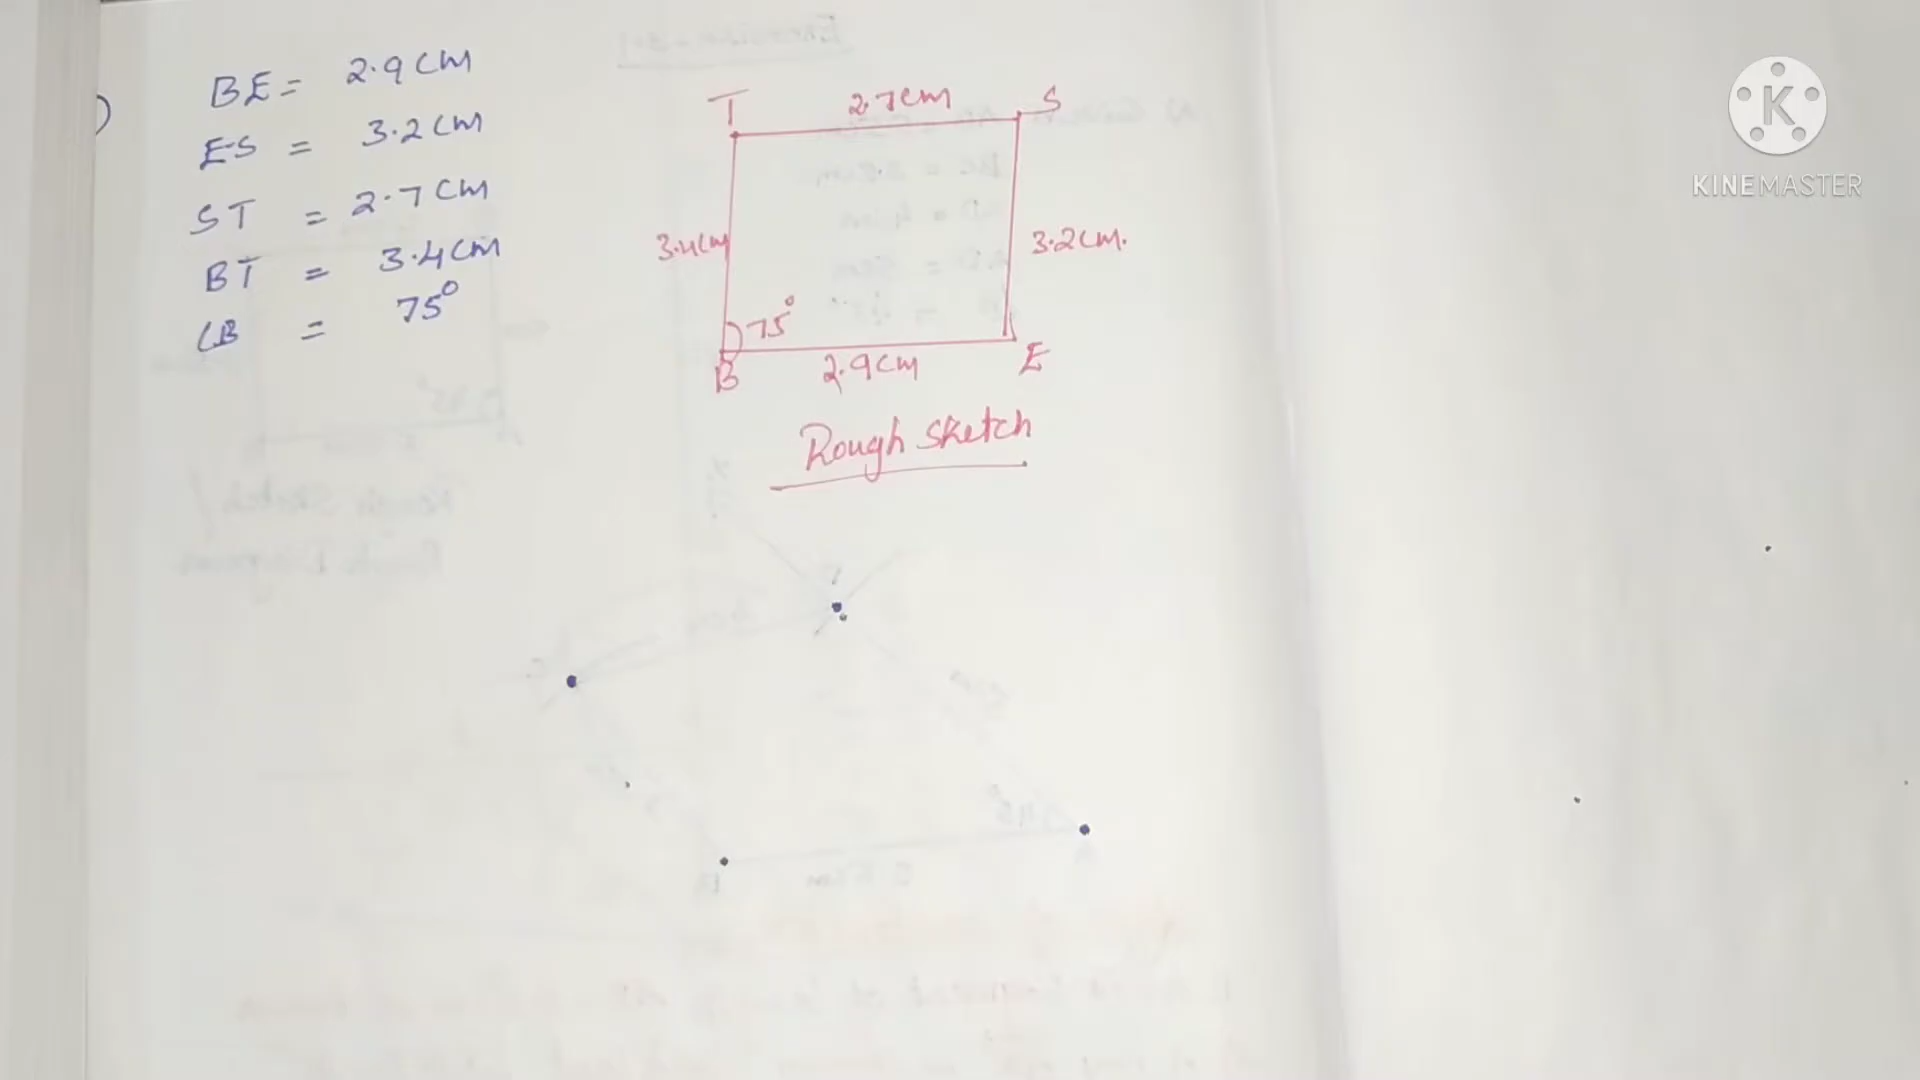 )
BE = 2.9 cm
ES = 3.2 cm
ST = 2.7 cm
BT = 3.4 cm
∠B = 75°
T 2.7cm S
3.4cm
3.2cm.
75°
B 2.9cm E
Rough Sketch
K
KINEMASTER